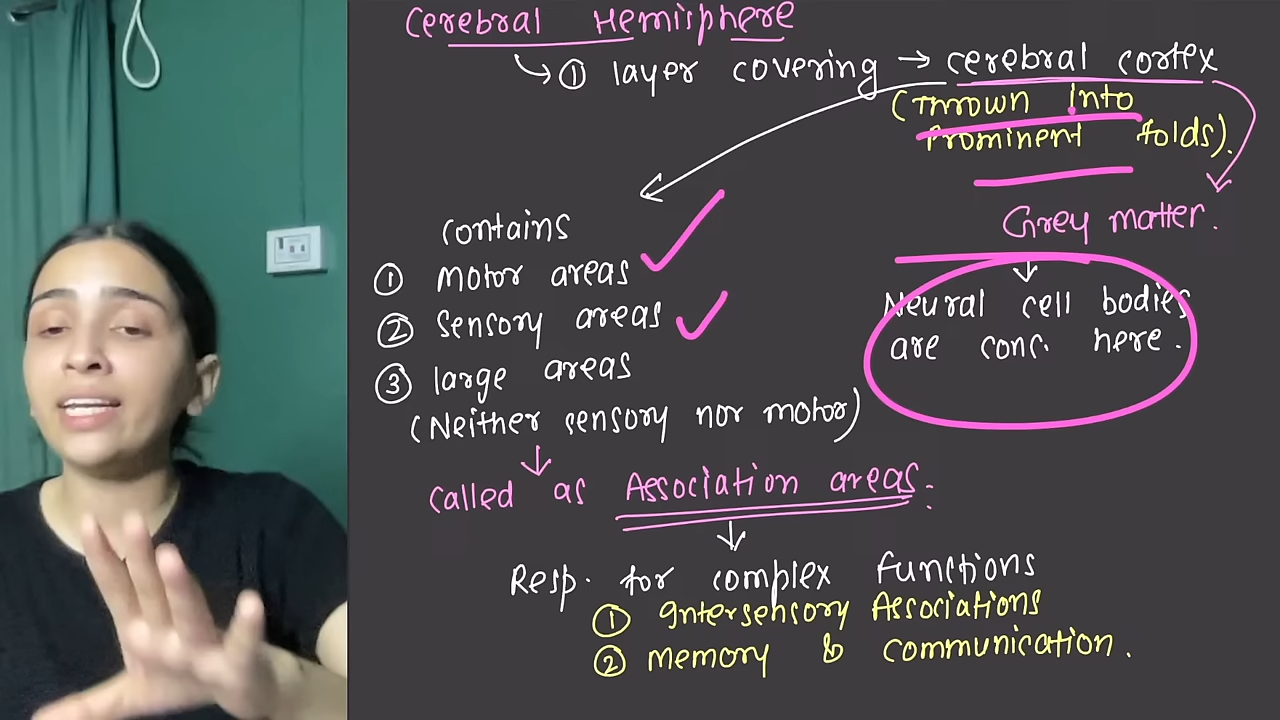 Cerebral Hemisphere
① layer covering → cerebral cortex
(Thrown Into
Prominent folds).
Grey matter.
Neural cell bodies
are conc. here.
contains
① motor areas
② sensory areas
③ large areas
(Neither sensory nor motor)
called as Association areas.
Resp. for complex functions
① Intersensory Associations
② memory & communication.